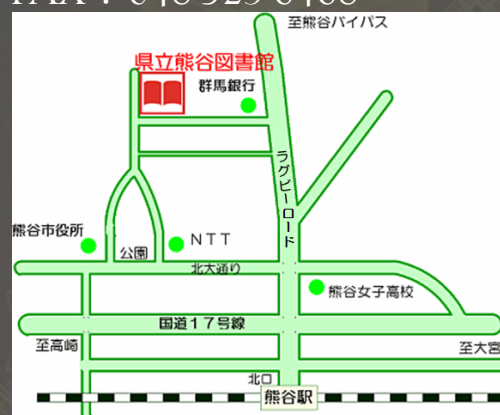 至熊谷バイパス
県立熊谷図書館
群馬銀行
ラグビーロード
熊谷市役所
NTT
公園
北大通り
熊谷女子高校
国道17号線
至高崎
至大宮
北口
熊谷駅